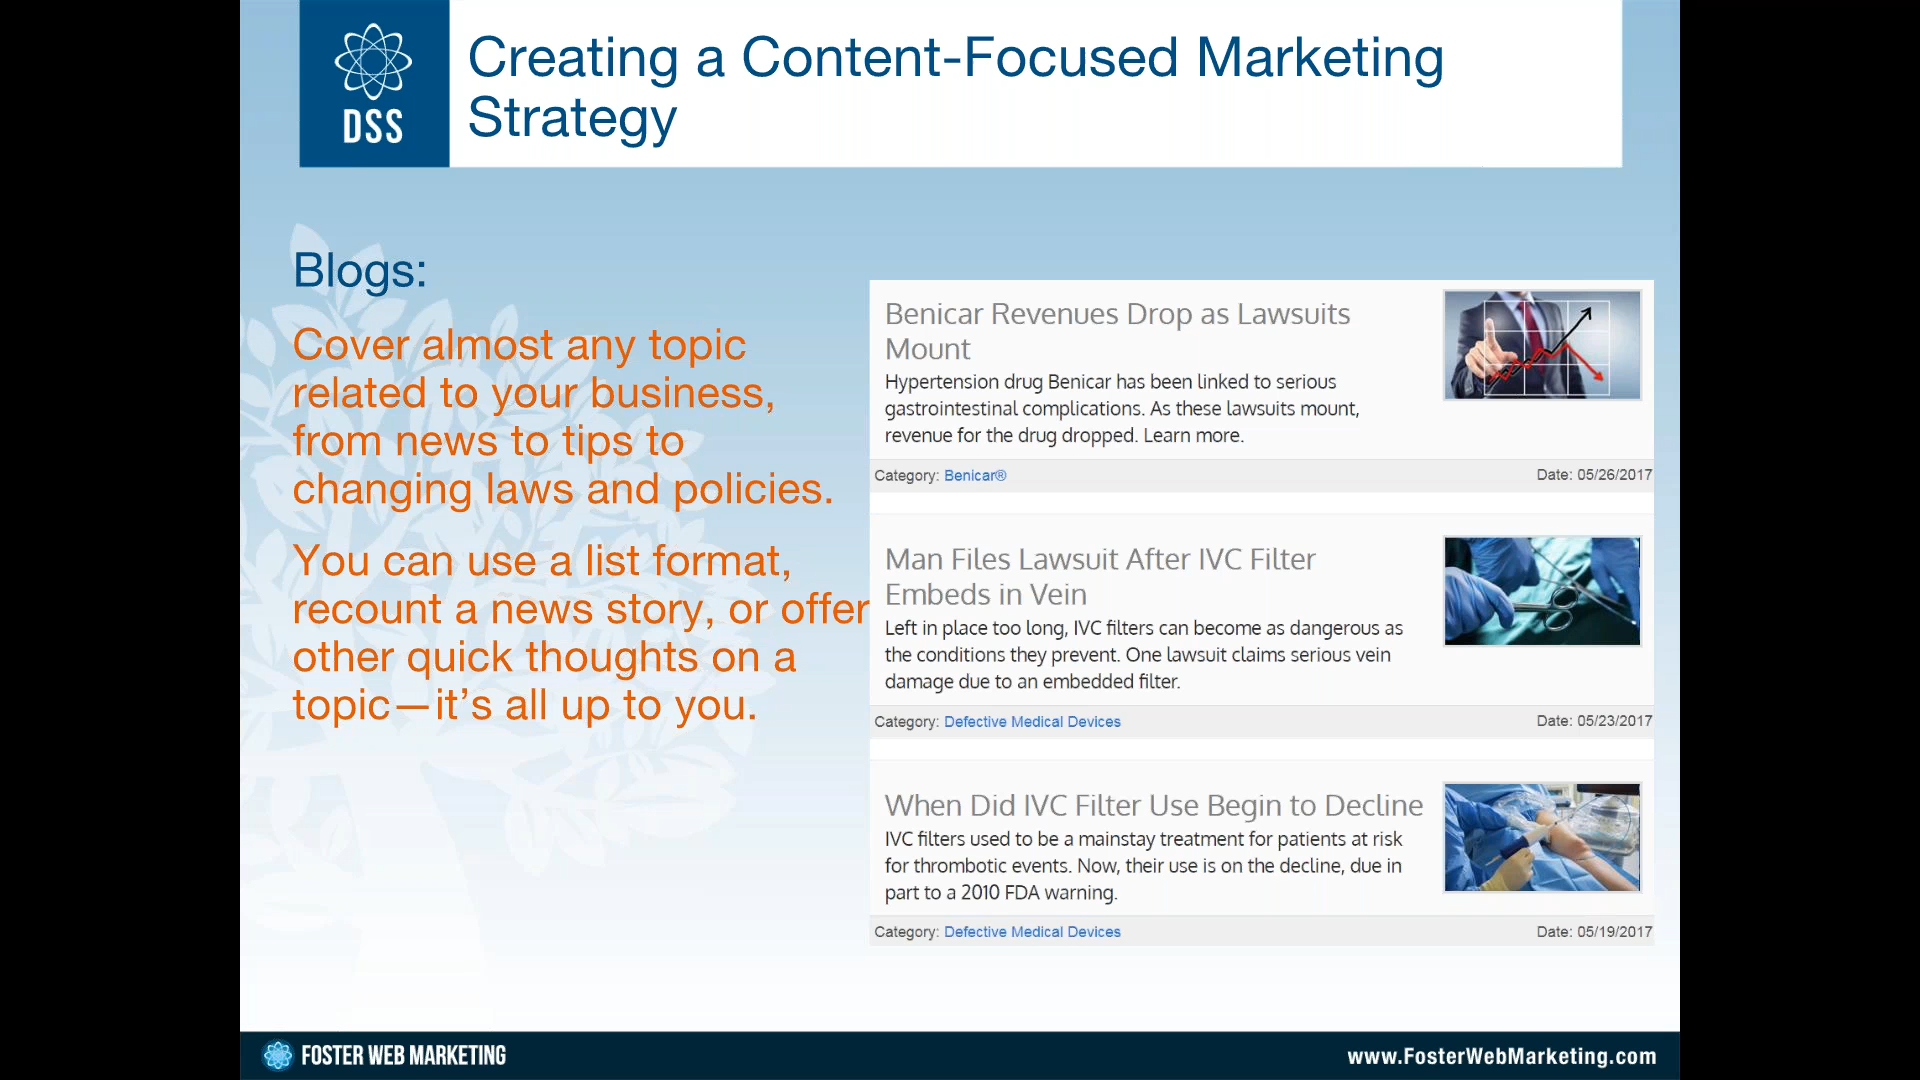 DSS
Creating a Content-Focused Marketing
Strategy
Blogs:
Cover almost any topic
related to your business,
from news to tips to
changing laws and policies.
You can use a list format,
recount a news story, or offer
other quick thoughts on a
topic—it's all up to you.
Benicar Revenues Drop as Lawsuits
Mount
Hypertension drug Benicar has been linked to serious
gastrointestinal complications. As these lawsuits mount,
revenue for the drug dropped. Learn more.
Category: Benicar® Date: 05/26/2017
Man Files Lawsuit After IVC Filter
Embeds in Vein
Left in place too long, IVC filters can become as dangerous as
the conditions they prevent. One lawsuit claims serious vein
damage due to an embedded filter.
Category: Defective Medical Devices Date: 05/23/2017
When Did IVC Filter Use Begin to Decline
IVC filters used to be a mainstay treatment for patients at risk
for thrombotic events. Now, their use is on the decline, due in
part to a 2010 FDA warning.
Category: Defective Medical Devices Date: 05/19/2017
FOSTER WEB MARKETING
www.FosterWebMarketing.com